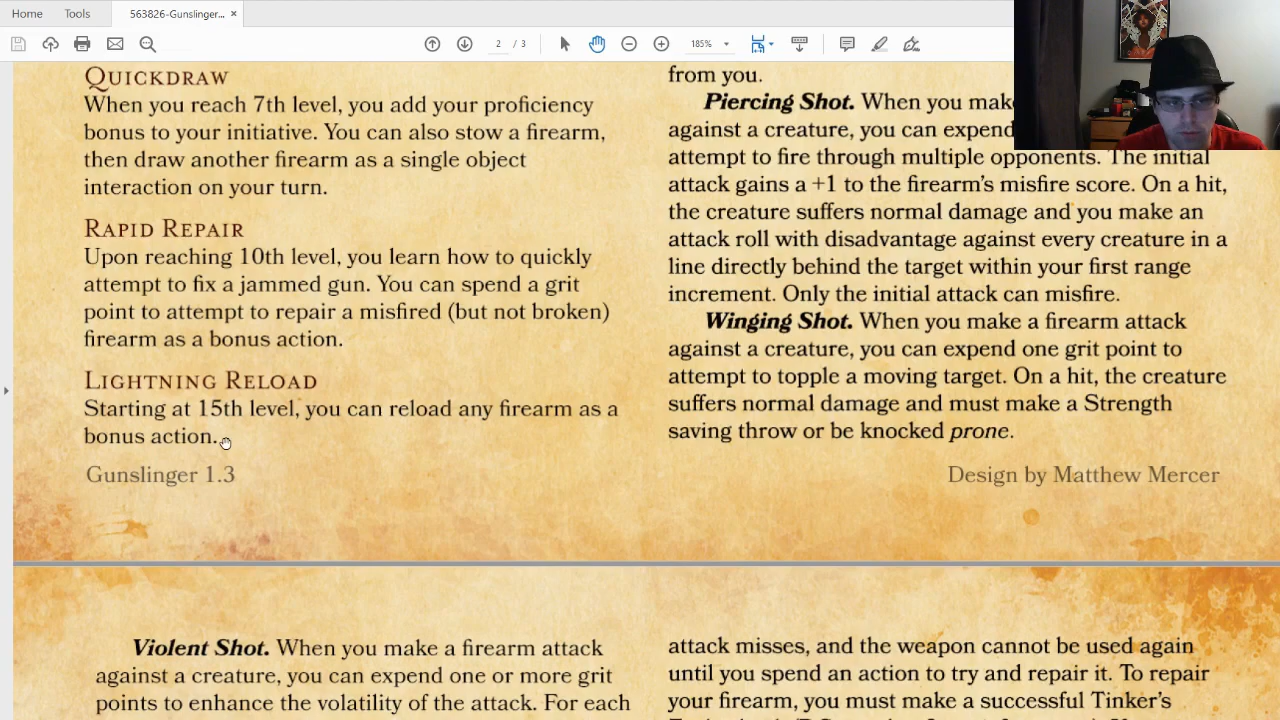 Home
Tools
563826-Gunslinger...
2 / 3
185%
QUICKDRAW
When you reach 7th level, you add your proficiency
bonus to your initiative. You can also stow a firearm,
then draw another firearm as a single object
interaction on your turn.
RAPID REPAIR
Upon reaching 10th level, you learn how to quickly
attempt to fix a jammed gun. You can spend a grit
point to attempt to repair a misfired (but not broken)
firearm as a bonus action.
LIGHTNING RELOAD
Starting at 15th level, you can reload any firearm as a
bonus action.
Gunslinger 1.3
from you.
Piercing Shot. When you mak
against a creature, you can expend
attempt to fire through multiple opponents. The initial
attack gains a +1 to the firearm's misfire score. On a hit,
the creature suffers normal damage and you make an
attack roll with disadvantage against every creature in a
line directly behind the target within your first range
increment. Only the initial attack can misfire.
Winging Shot. When you make a firearm attack
against a creature, you can expend one grit point to
attempt to topple a moving target. On a hit, the creature
suffers normal damage and must make a Strength
saving throw or be knocked prone.
Design by Matthew Mercer
Violent Shot. When you make a firearm attack
against a creature, you can expend one or more grit
points to enhance the volatility of the attack. For each
attack misses, and the weapon cannot be used again
until you spend an action to try and repair it. To repair
your firearm, you must make a successful Tinker's